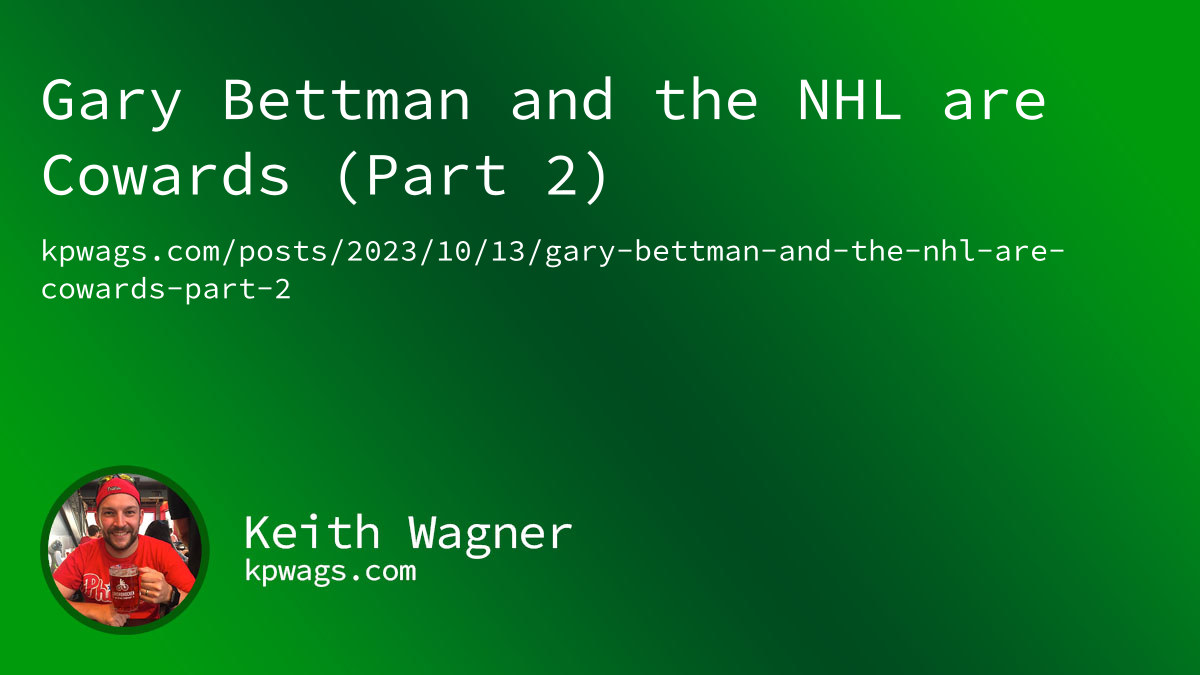 Gary Bettman and the NHL are
Cowards (Part 2)
kpwags.com/posts/2023/10/13/gary-bettman-and-the-nhl-are-
cowards-part-2
Keith Wagner
kpwags.com